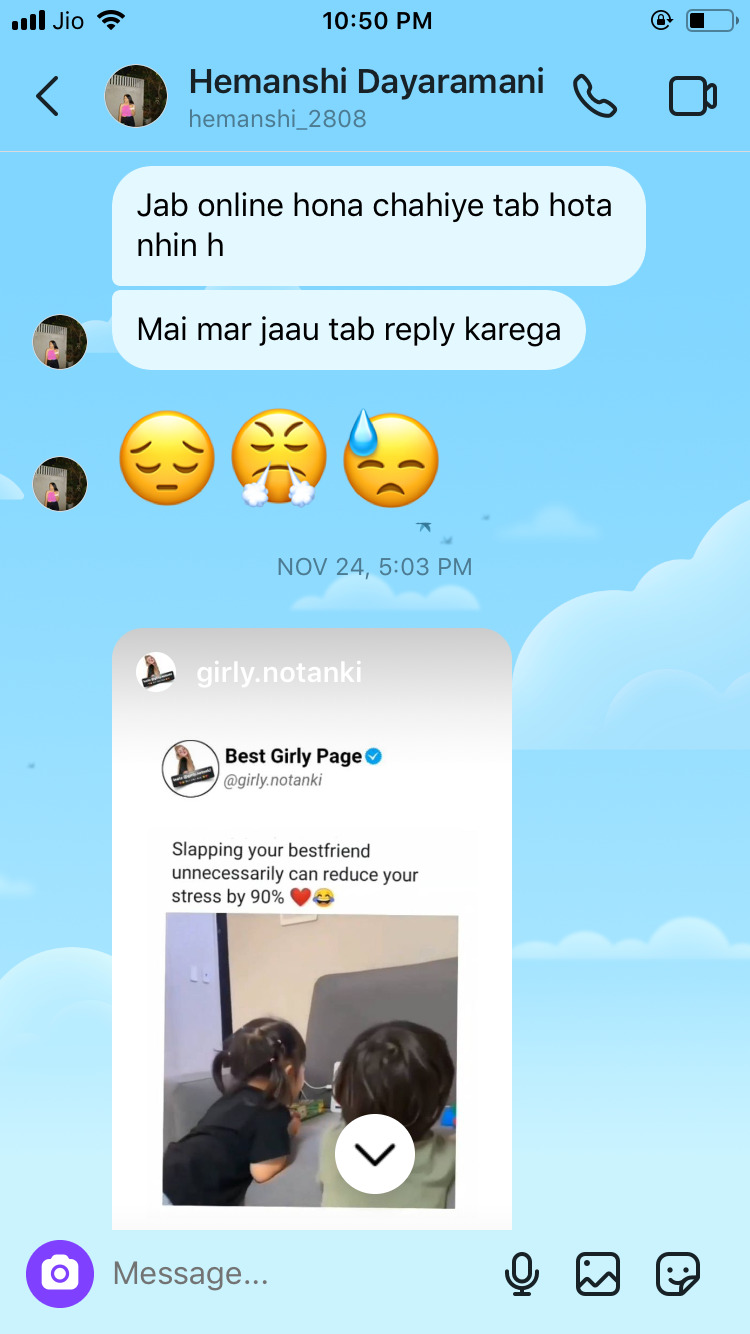 Jio 10:50 PM
Hemanshi Dayaramani
hemanshi_2808
Jab online hona chahiye tab hota
nhin h
Mai mar jaau tab reply karega
😔😤😓
NOV 24, 5:03 PM
girly.notanki
Best Girly Page
@girly.notanki
Slapping your bestfriend
unnecessarily can reduce your
stress by 90% ❤️😂
Message...